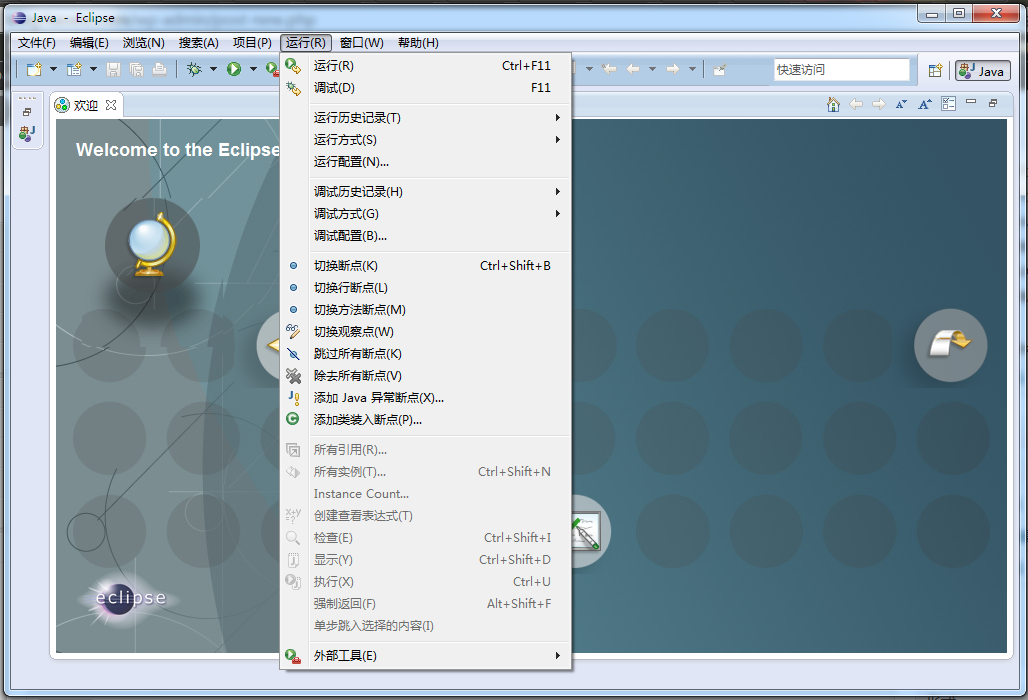 Java - Eclipse
文件(F) 编辑(E) 浏览(N) 搜索(A) 项目(P) 运行(R) 窗口(W) 帮助(H)
快速访问
Java
欢迎
Welcome to the Eclipse
运行(R) Ctrl+F11
调试(D) F11
运行历史记录(T)
运行方式(S)
运行配置(N)...
调试历史记录(H)
调试方式(G)
调试配置(B)...
切换断点(K) Ctrl+Shift+B
切换行断点(L)
切换方法断点(M)
切换观察点(W)
跳过所有断点(K)
除去所有断点(V)
添加 Java 异常断点(X)...
添加类装入断点(P)...
所有引用(R)...
所有实例(T)... Ctrl+Shift+N
Instance Count...
创建查看表达式(T)
检查(E) Ctrl+Shift+I
显示(Y) Ctrl+Shift+D
执行(X) Ctrl+U
强制返回(F) Alt+Shift+F
单步跳入选择的内容(I)
外部工具(E)
eclipse